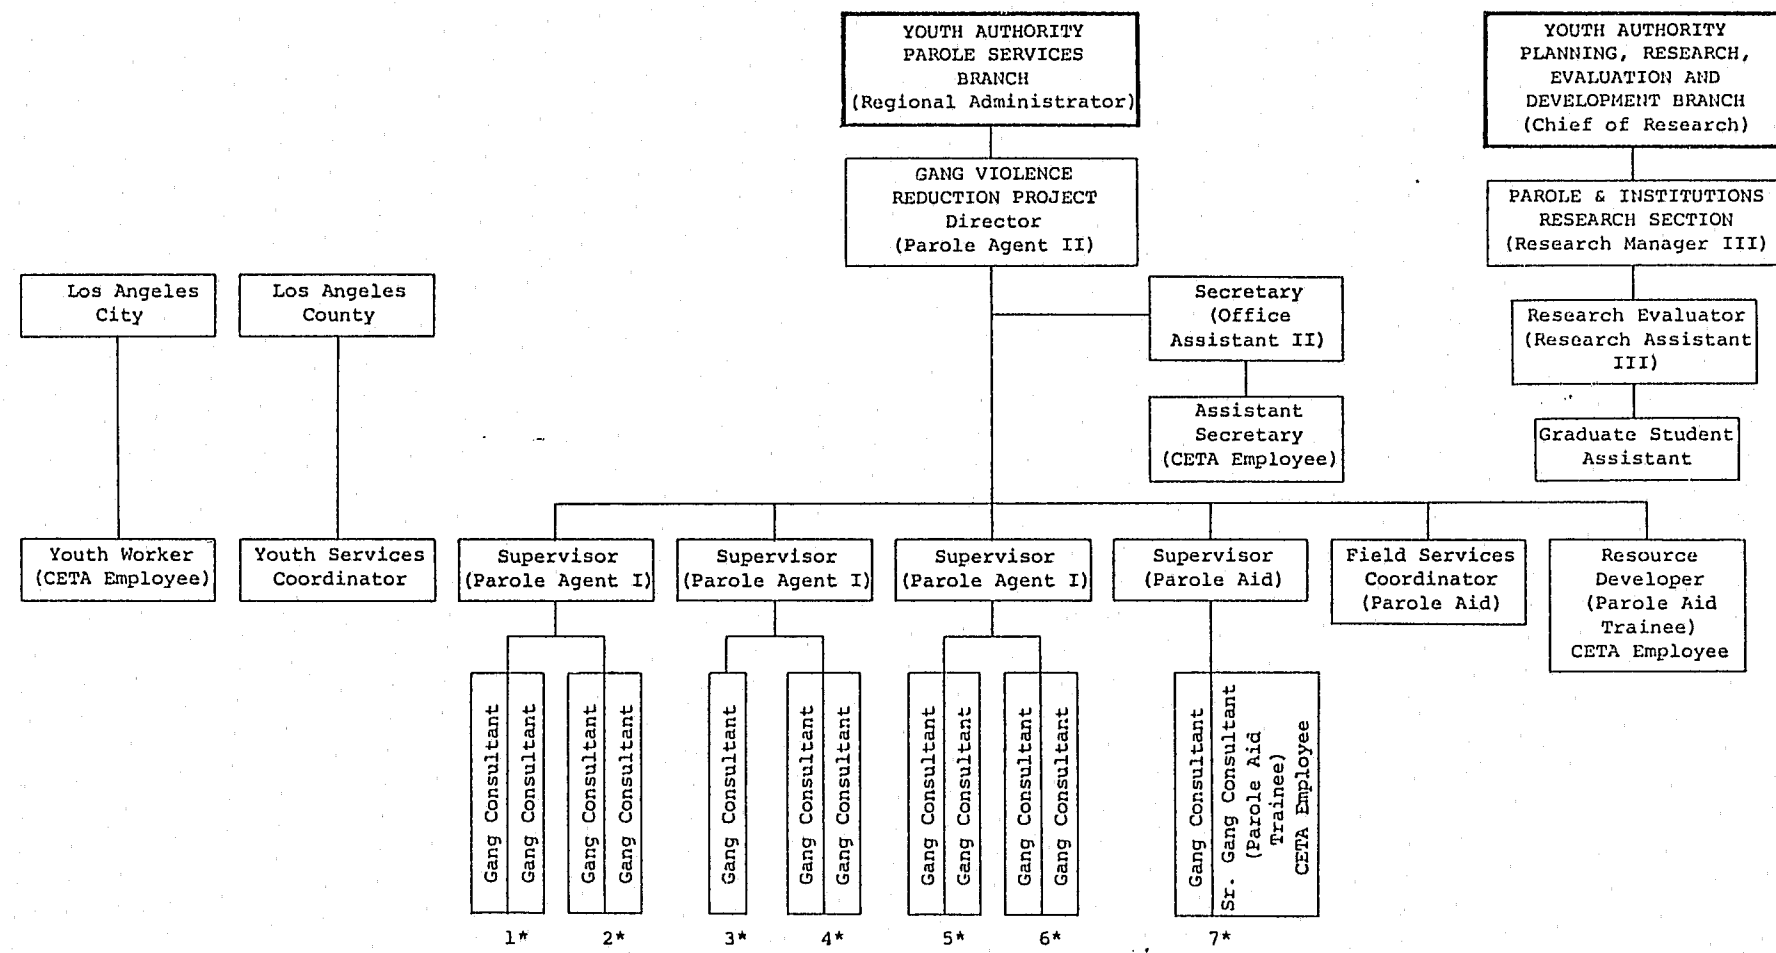 YOUTH AUTHORITY
PAROLE SERVICES
BRANCH
(Regional Administrator)
YOUTH AUTHORITY
PLANNING, RESEARCH,
EVALUATION AND
DEVELOPMENT BRANCH
(Chief of Research)
GANG VIOLENCE
REDUCTION PROJECT
Director
(Parole Agent II)
PAROLE & INSTITUTIONS
RESEARCH SECTION
(Research Manager III)
Los Angeles
City
Los Angeles
County
Secretary
(Office
Assistant II)
Research Evaluator
(Research Assistant
III)
Assistant
Secretary
(CETA Employee)
Graduate Student
Assistant
Youth Worker
(CETA Employee)
Youth Services
Coordinator
Supervisor
(Parole Agent I)
Supervisor
(Parole Agent I)
Supervisor
(Parole Agent I)
Supervisor
(Parole Aid)
Field Services
Coordinator
(Parole Aid)
Resource
Developer
(Parole Aid
Trainee)
CETA Employee
Gang Consultant
Gang Consultant
Gang Consultant
Gang Consultant
Gang Consultant
Gang Consultant
Gang Consultant
Gang Consultant
Gang Consultant
Gang Consultant
Gang Consultant
Gang Consultant
Sr. Gang Consultant
(Parole Aid
Trainee)
CETA Employee
1*
2*
3*
4*
5*
6*
7*